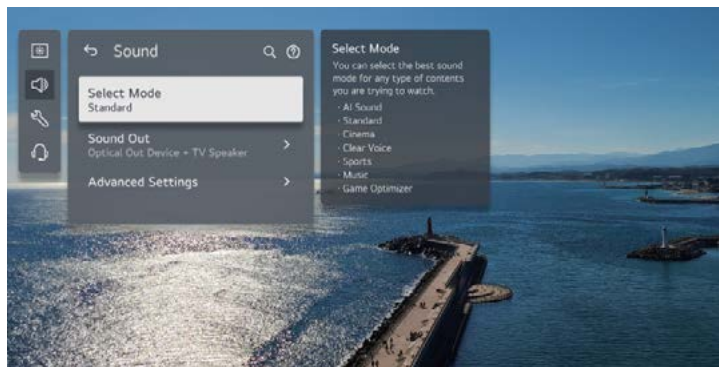 Sound
Select Mode
Standard
Sound Out
Optical Out Device + TV Speaker
Advanced Settings
Select Mode
You can select the best sound
mode for any type of contents
you are trying to watch.
· AI Sound
· Standard
· Cinema
· Clear Voice
· Sports
· Music
· Game Optimizer